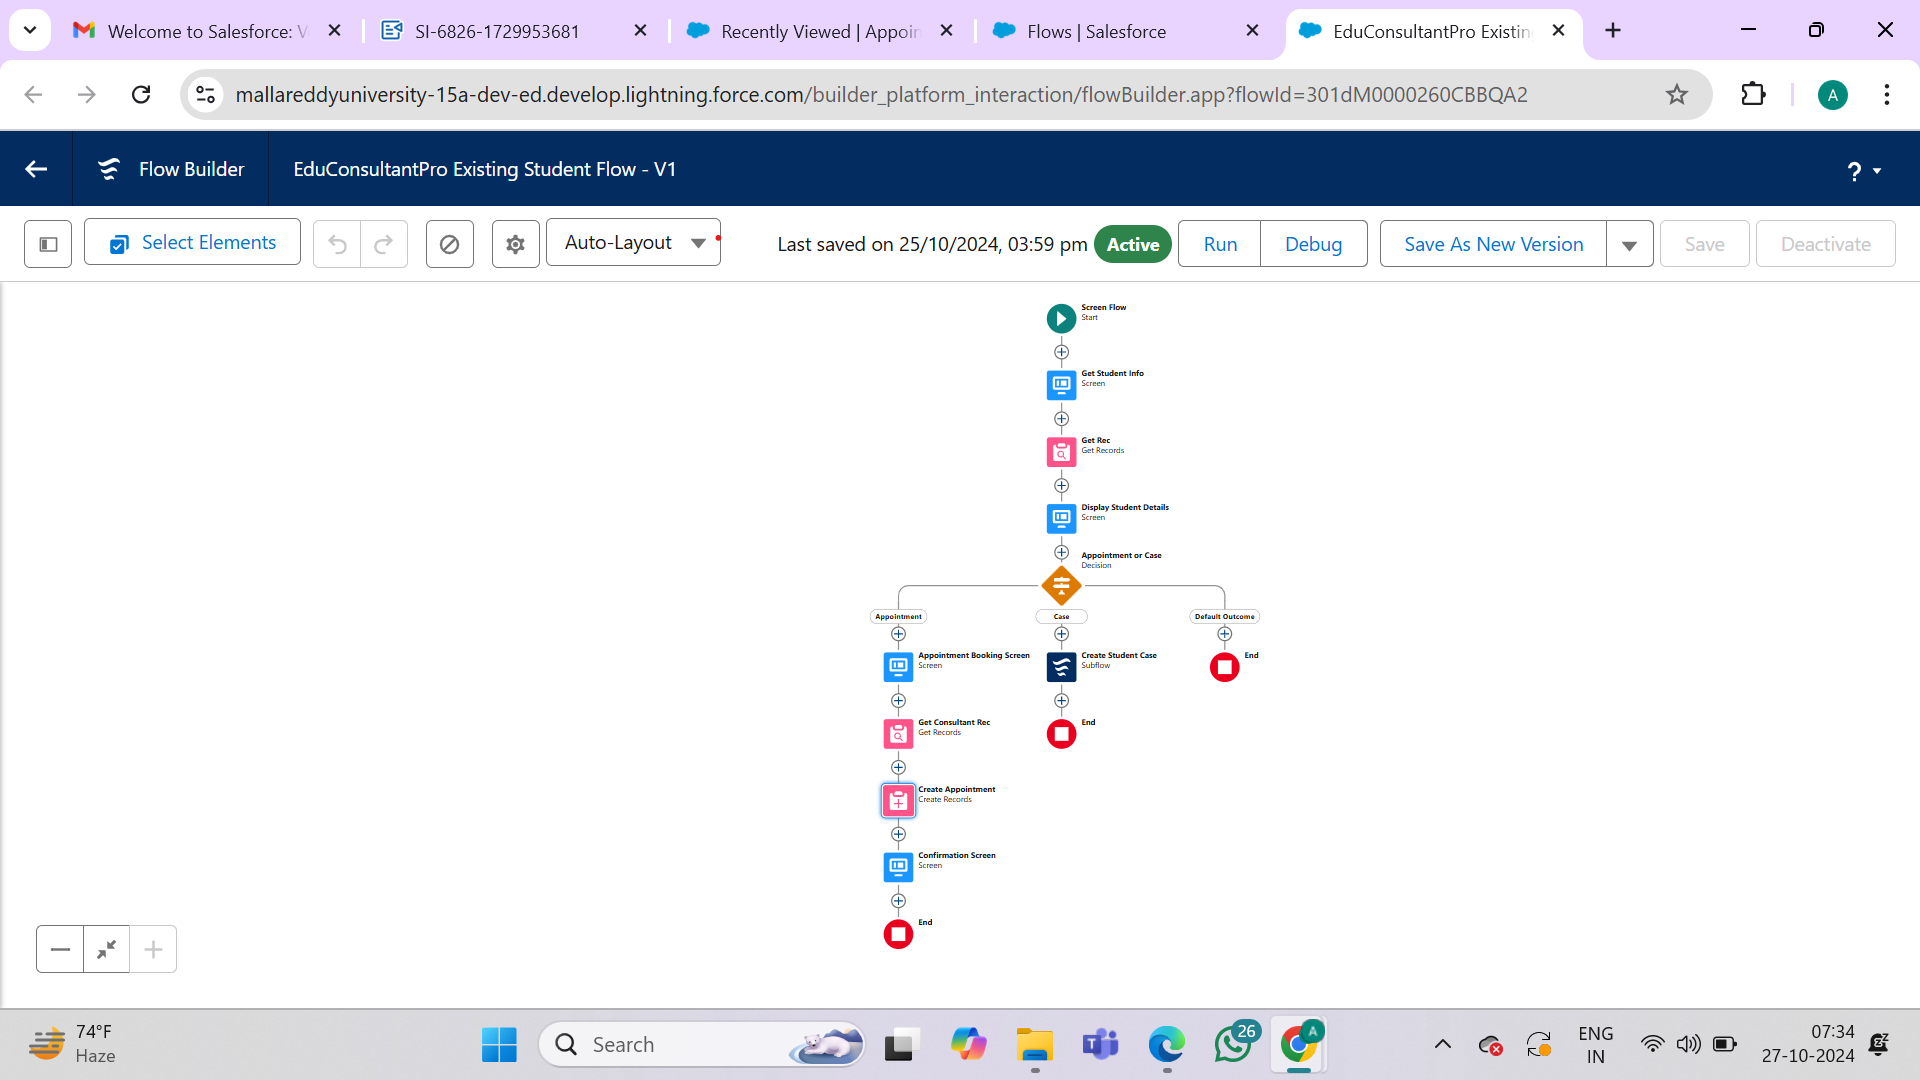 Welcome to Salesforce: V
SI-6826-1729953681
Recently Viewed | Appoin
Flows | Salesforce
EduConsultantPro Existin
mallareddyuniversity-15a-dev-ed.develop.lightning.force.com/builder_platform_interaction/flowBuilder.app?flowId=301dM0000260CBBQA2
A
Flow Builder
EduConsultantPro Existing Student Flow - V1
?
Select Elements
Auto-Layout
Last saved on 25/10/2024, 03:59 pm
Active
Run
Debug
Save As New Version
Save
Deactivate
Screen Flow
Start
Get Student Info
Screen
Get Rec
Get Records
Display Student Details
Screen
Appointment or Case
Decision
Appointment
Case
Default Outcome
Appointment Booking Screen
Screen
Create Student Case
Subflow
End
Get Consultant Rec
Get Records
End
Create Appointment
Create Records
Confirmation Screen
Screen
End
74°F
Haze
Search
26
A
ENG
IN
07:34
27-10-2024